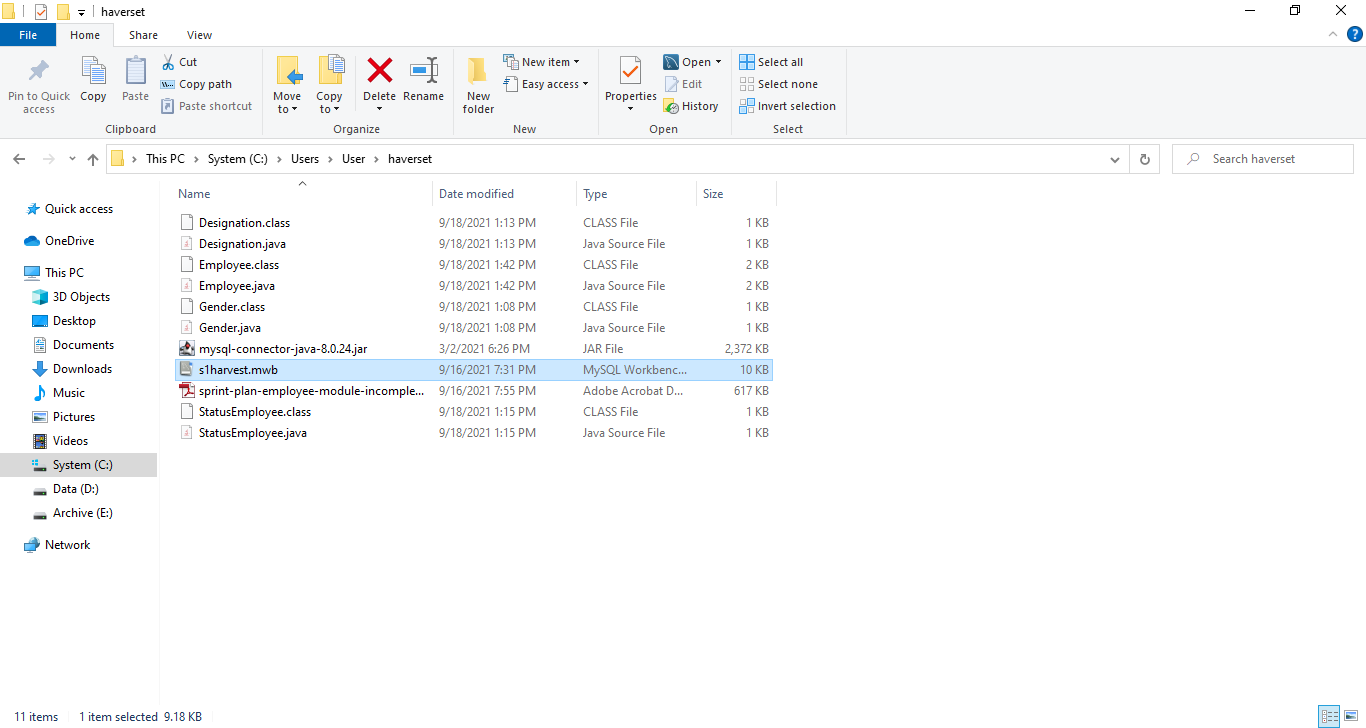 haverset
File Home Share View
Pin to Quick access
Copy
Paste
Cut
Copy path
Paste shortcut
Clipboard
Move to
Copy to
Delete
Rename
Organize
New folder
New item
Easy access
New
Properties
Open
Edit
History
Open
Select all
Select none
Invert selection
Select
This PC System (C:) Users User haverset
Search haverset
Quick access
OneDrive
This PC
3D Objects
Desktop
Documents
Downloads
Music
Pictures
Videos
System (C:)
Data (D:)
Archive (E:)
Network
Name Date modified Type Size
Designation.class 9/18/2021 1:13 PM CLASS File 1 KB
Designation.java 9/18/2021 1:13 PM Java Source File 1 KB
Employee.class 9/18/2021 1:42 PM CLASS File 2 KB
Employee.java 9/18/2021 1:42 PM Java Source File 2 KB
Gender.class 9/18/2021 1:08 PM CLASS File 1 KB
Gender.java 9/18/2021 1:08 PM Java Source File 1 KB
mysql-connector-java-8.0.24.jar 3/2/2021 6:26 PM JAR File 2,372 KB
s1harvest.mwb 9/16/2021 7:31 PM MySQL Workbenc... 10 KB
sprint-plan-employee-module-incomple... 9/16/2021 7:55 PM Adobe Acrobat D... 617 KB
StatusEmployee.class 9/18/2021 1:15 PM CLASS File 1 KB
StatusEmployee.java 9/18/2021 1:15 PM Java Source File 1 KB
11 items 1 item selected 9.18 KB